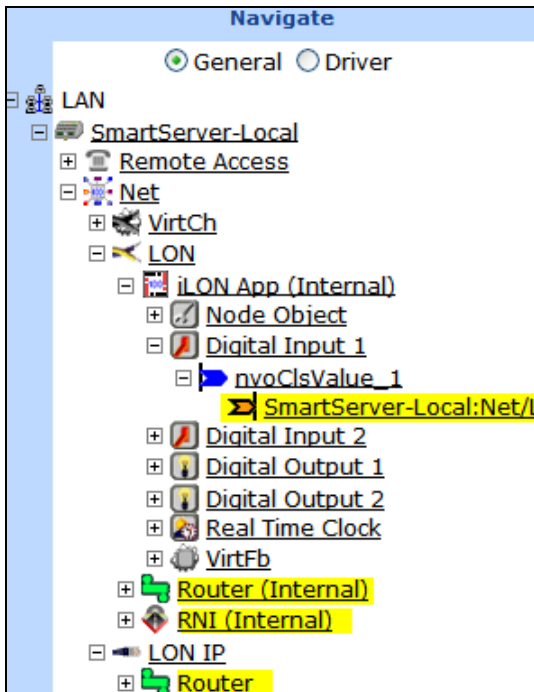 Navigate
General Driver
LAN
SmartServer-Local
Remote Access
Net
VirtCh
LON
iLON App (Internal)
Node Object
Digital Input 1
nvoClsValue_1
SmartServer-Local:Net/L
Digital Input 2
Digital Output 1
Digital Output 2
Real Time Clock
VirtFb
Router (Internal)
RNI (Internal)
LON IP
Router